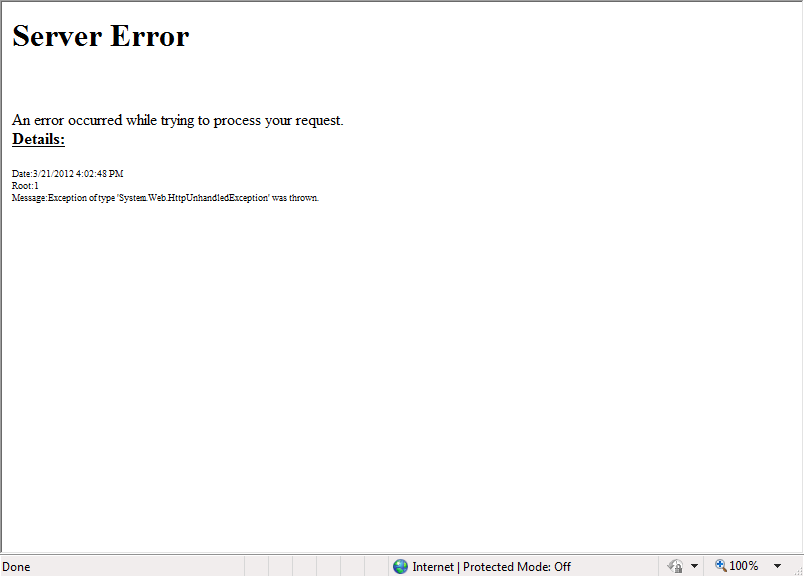 Server Error
An error occurred while trying to process your request.
Details:
Date:3/21/2012 4:02:48 PM
Root:1
Message:Exception of type 'System.Web.HttpUnhandledException' was thrown.
Done Internet | Protected Mode: Off 100%